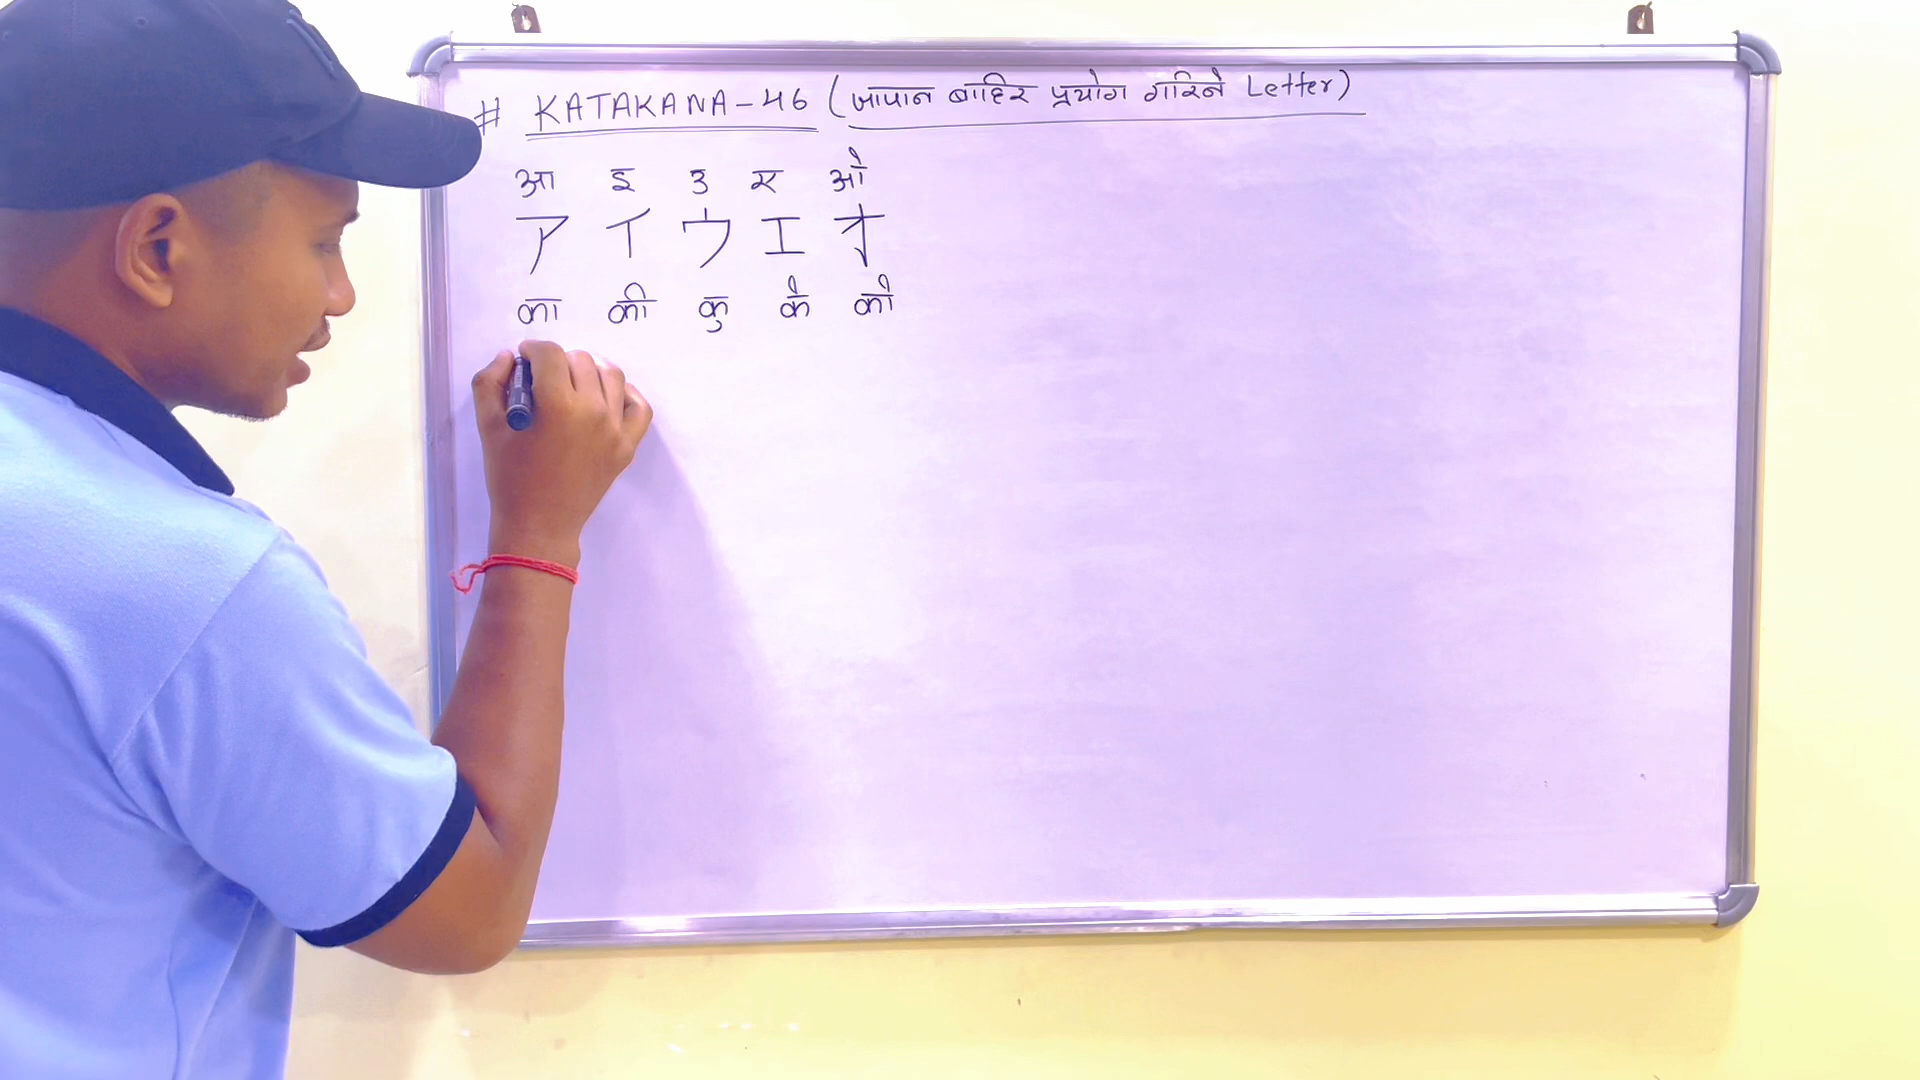 # KATAKANA-46 (जापान बाहिर प्रयोग गरिने Letter)
आ इ उ ए ओ
ア イ ウ エ オ
का की कु के को